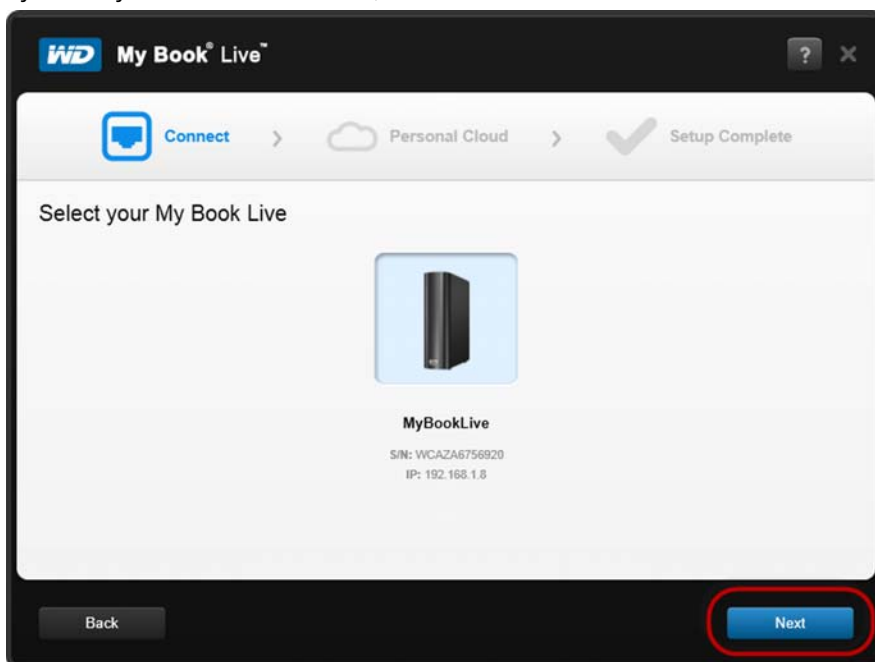 WD My Book® Live™ ? ×
Connect > Personal Cloud > Setup Complete
Select your My Book Live
MyBookLive
S/N: WCAZA6756920
IP: 192.168.1.8
Back Next